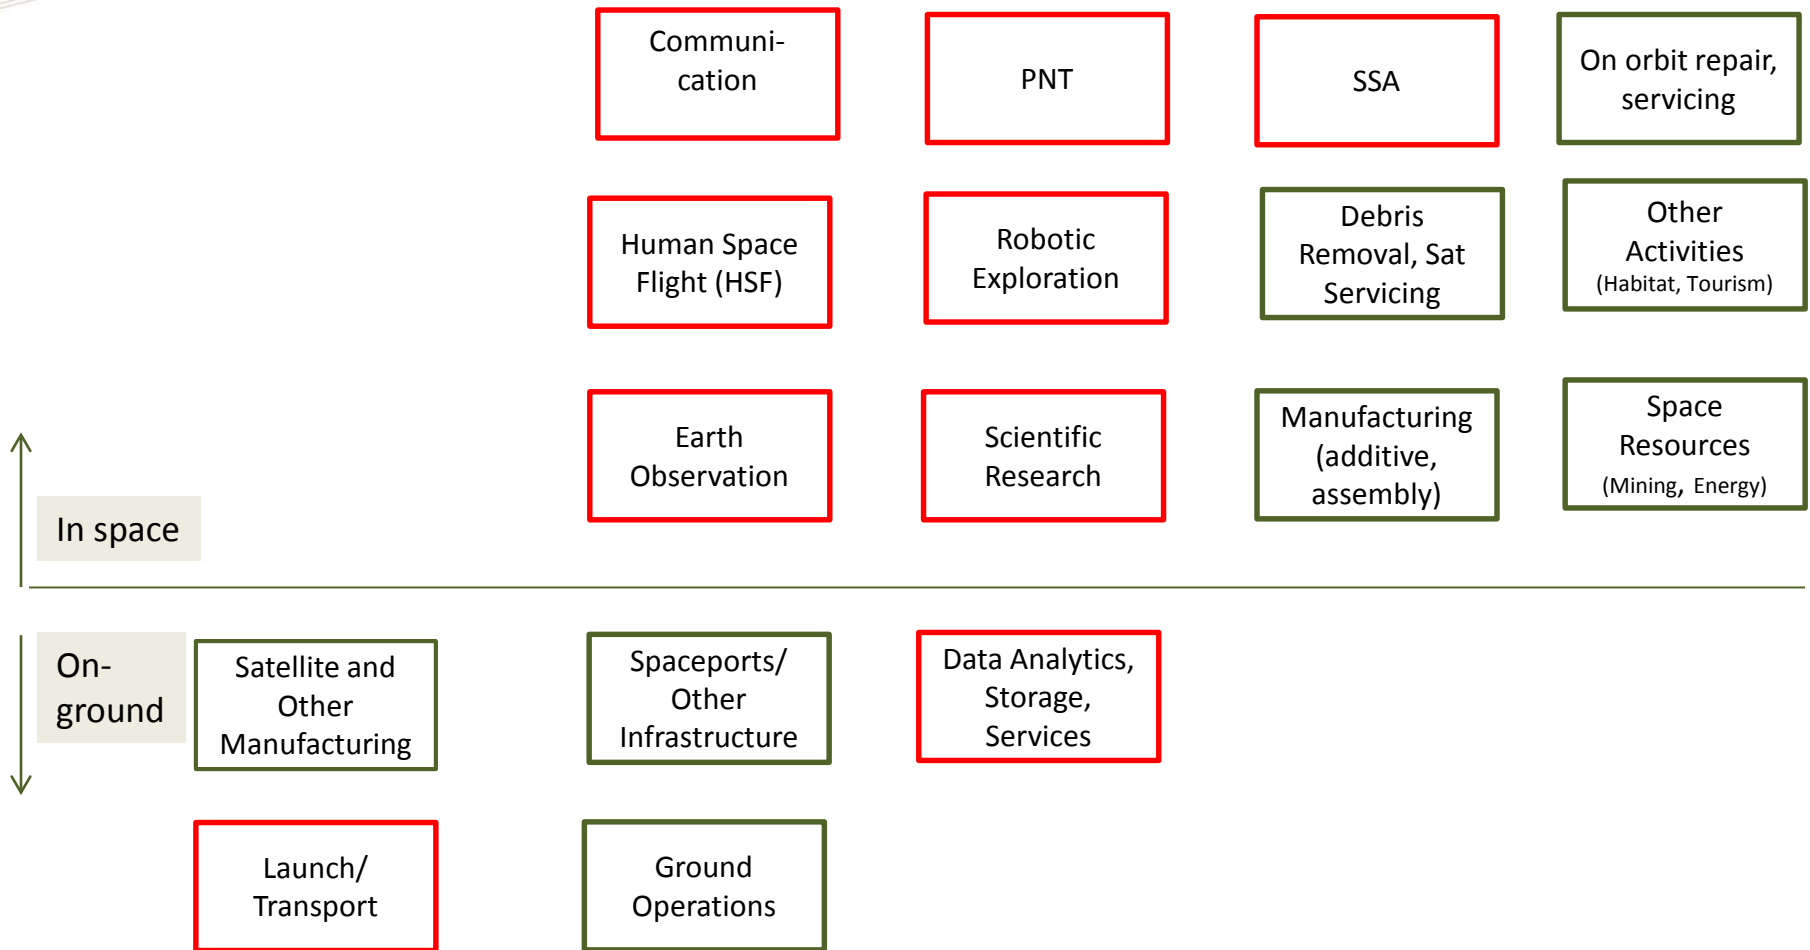 Communi-
cation
PNT
SSA
On orbit repair,
servicing
Human Space
Flight (HSF)
Robotic
Exploration
Debris
Removal, Sat
Servicing
Other
Activities
(Habitat, Tourism)
Earth
Observation
Scientific
Research
Manufacturing
(additive,
assembly)
Space
Resources
(Mining, Energy)
In space
On-
ground
Satellite and
Other
Manufacturing
Spaceports/
Other
Infrastructure
Data Analytics,
Storage,
Services
Launch/
Transport
Ground
Operations